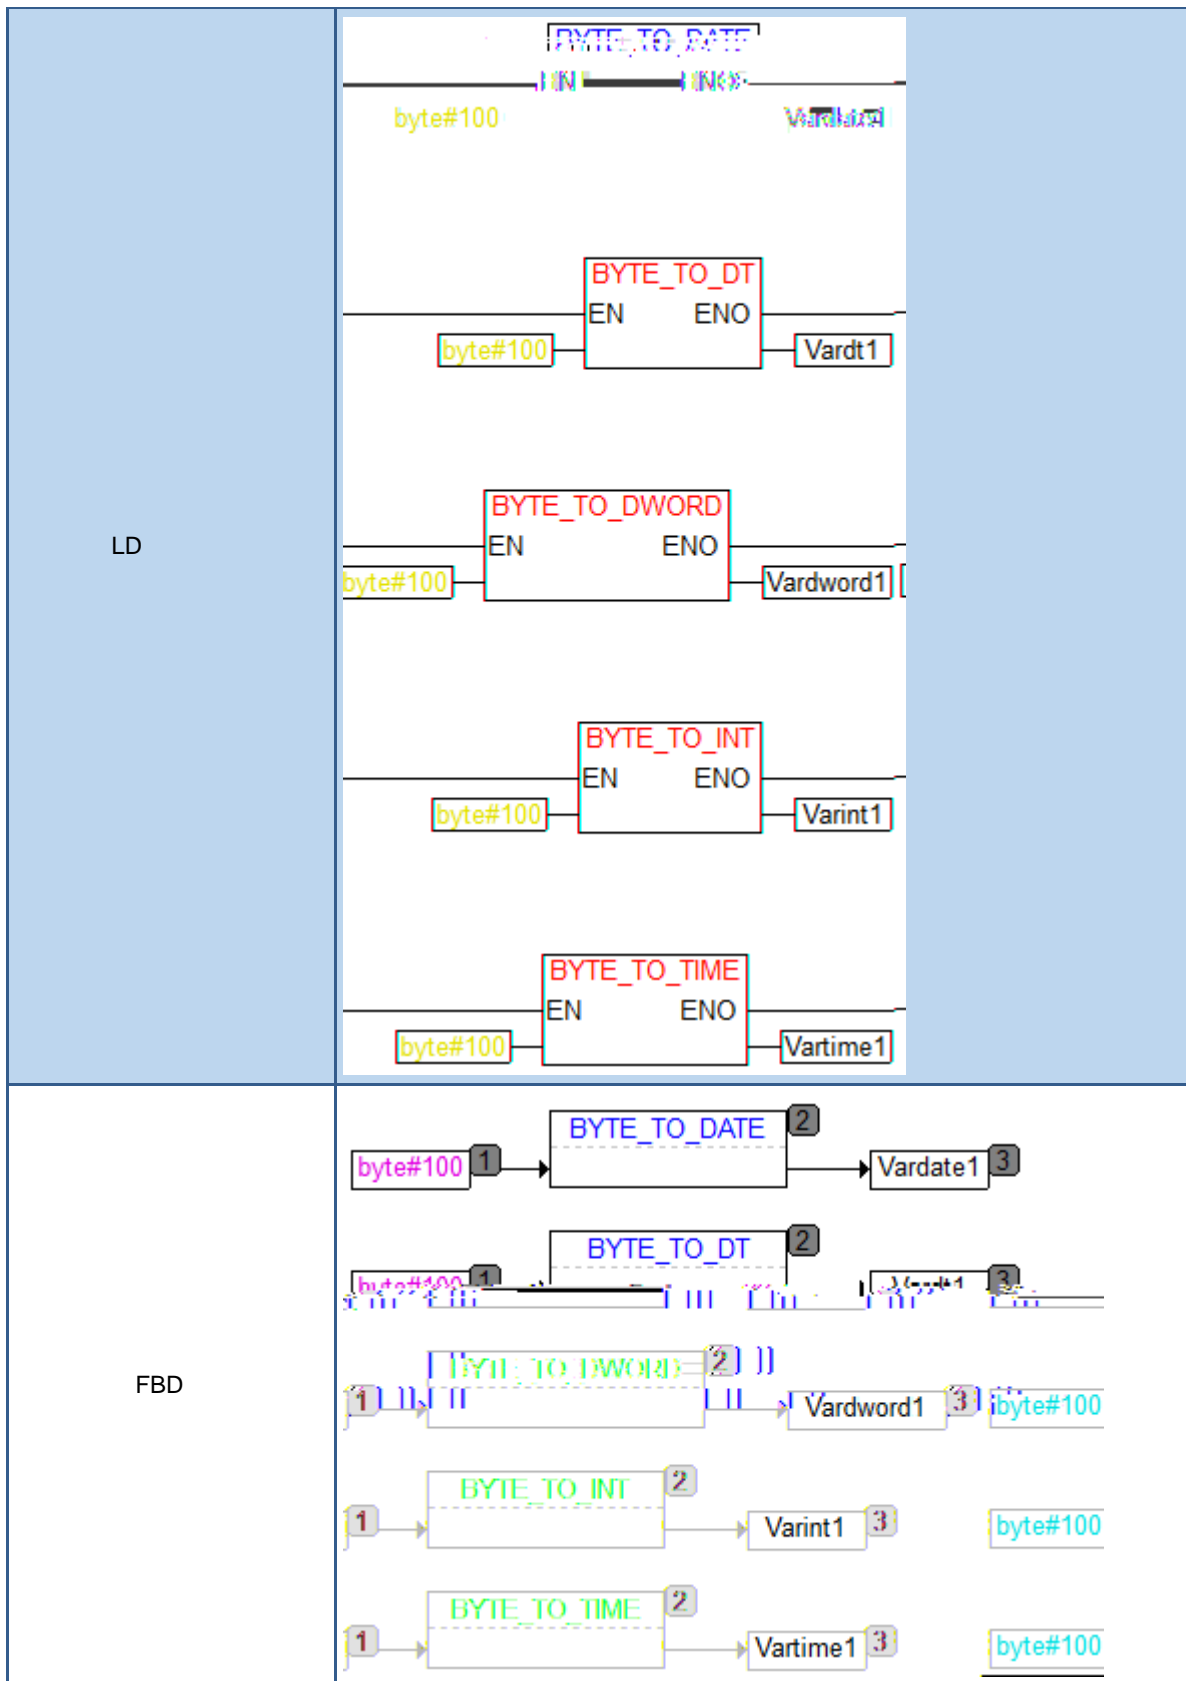 LD
BYTE_TO_DATE
byte#100
BYTE_TO_DT
EN ENO
byte#100 Vardt1
BYTE_TO_DWORD
EN ENO
byte#100 Vardword1
BYTE_TO_INT
EN ENO
byte#100 Varint1
BYTE_TO_TIME
EN ENO
byte#100 Vartime1
FBD
BYTE_TO_DATE 2
byte#100 1 Vardate1 3
BYTE_TO_DT 2
1 3
BYTE_TO_DWORD 2
1 Vardword1 3 byte#100
BYTE_TO_INT 2
1 Varint1 3 byte#100
BYTE_TO_TIME 2
1 Vartime1 3 byte#100